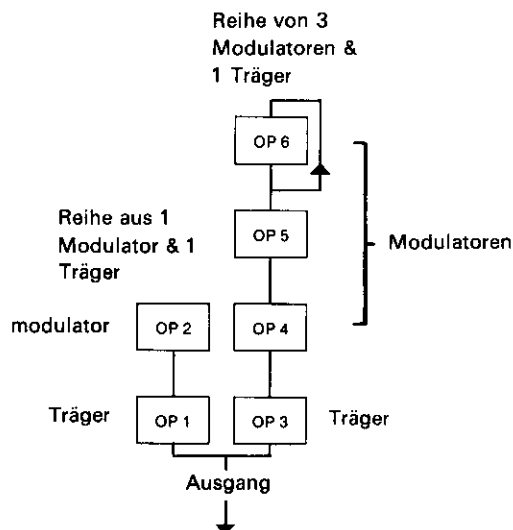 Reihe von 3
Modulatoren &
1 Träger
OP 6
Reihe aus 1
Modulator & 1
Träger
OP 5
Modulatoren
modulator
OP 2
OP 4
Träger
OP 1
OP 3
Träger
Ausgang